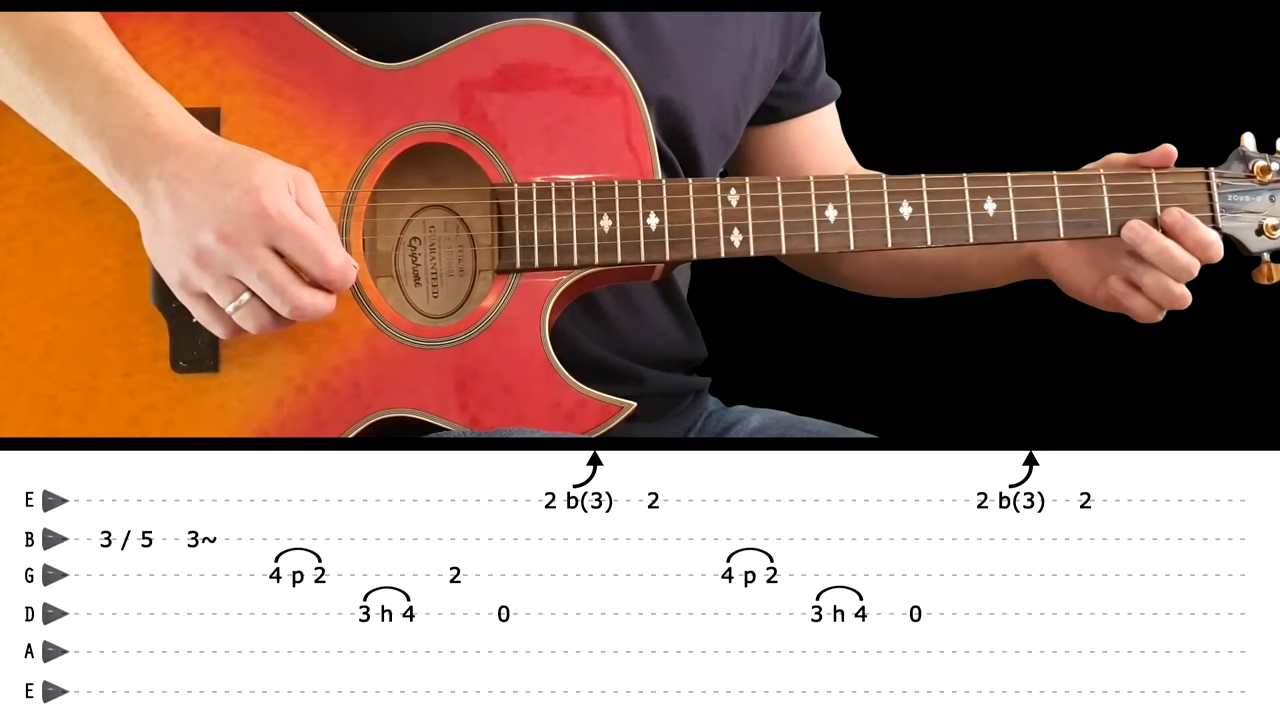 GUARANTEED
Epiphone
E 2 b(3) 2 2 b(3) 2
B 3 / 5 3~
G 4 p 2 2 4 p 2
D 3 h 4 0 3 h 4 0
A
E